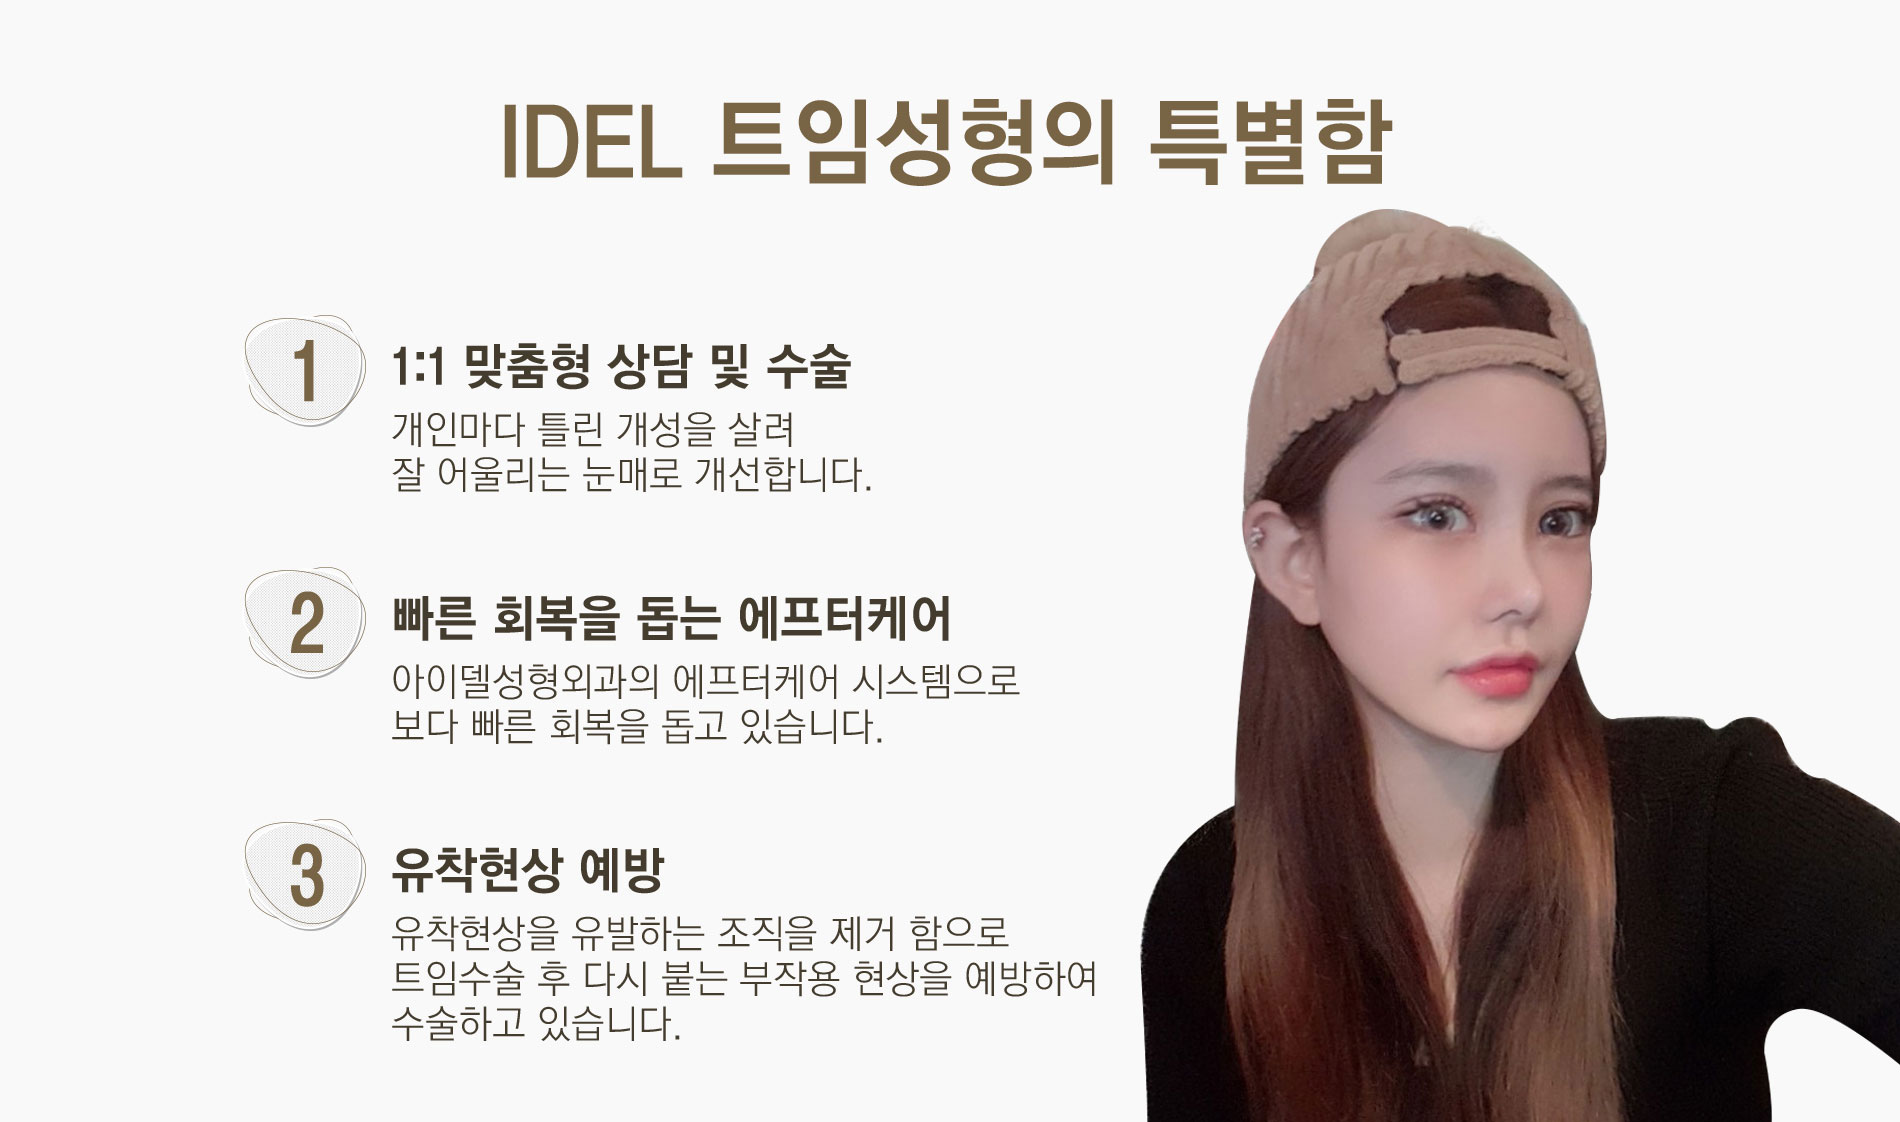 IDEL 트임성형의 특별함
1
1:1 맞춤형 상담 및 수술
개인마다 틀린 개성을 살려
잘 어울리는 눈매로 개선합니다.
2
빠른 회복을 돕는 에프터케어
아이델성형외과의 에프터케어 시스템으로
보다 빠른 회복을 돕고 있습니다.
3
유착현상 예방
유착현상을 유발하는 조직을 제거 함으로
트임수술 후 다시 붙는 부작용 현상을 예방하여
수술하고 있습니다.